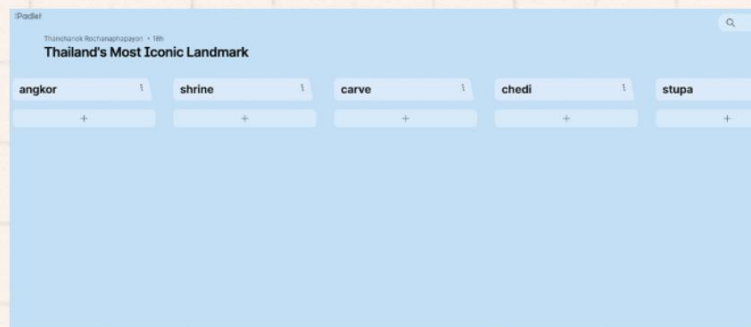 :Padlet
Thanchanok Rochanaphapayon • 18h
Thailand's Most Iconic Landmark
angkor
shrine
carve
chedi
stupa